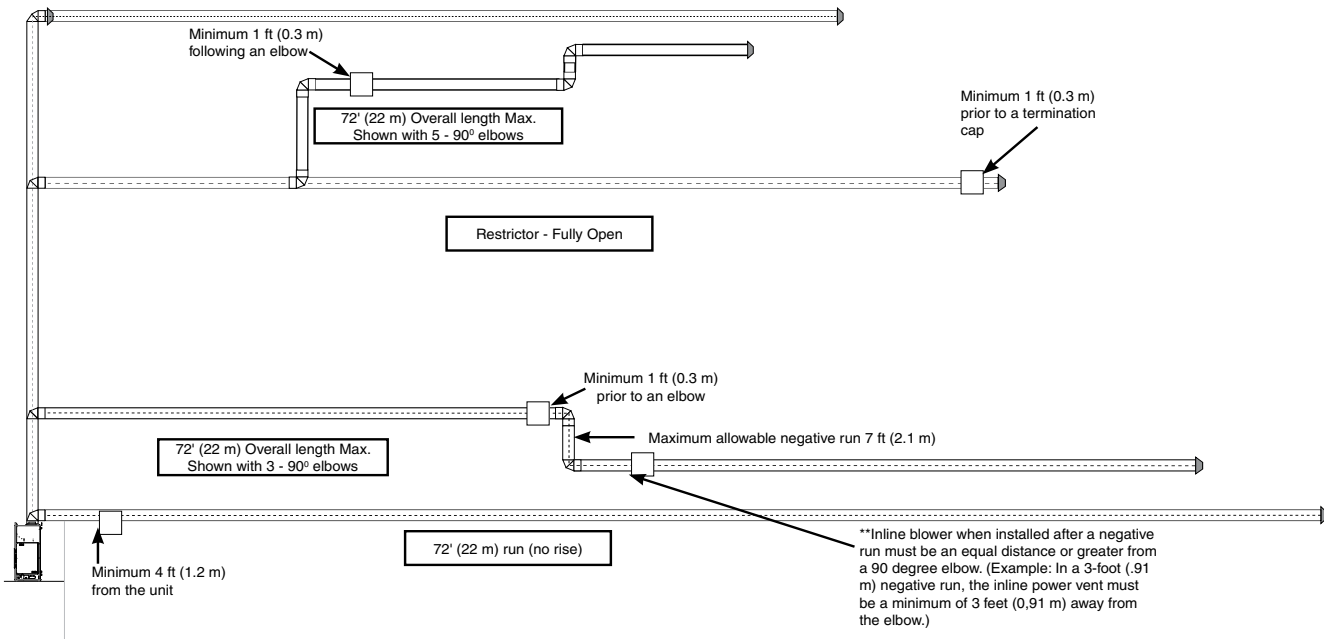 Minimum 1 ft (0.3 m)
following an elbow
72' (22 m) Overall length Max.
Shown with 5 - 90⁰ elbows
Minimum 1 ft (0.3 m)
prior to a termination
cap
Restrictor - Fully Open
Minimum 1 ft (0.3 m)
prior to an elbow
Maximum allowable negative run 7 ft (2.1 m)
72' (22 m) Overall length Max.
Shown with 3 - 90⁰ elbows
72' (22 m) run (no rise)
Minimum 4 ft (1.2 m)
from the unit
**Inline blower when installed after a negative
run must be an equal distance or greater from
a 90 degree elbow. (Example: In a 3-foot (.91
m) negative run, the inline power vent must
be a minimum of 3 feet (0,91 m) away from
the elbow.)